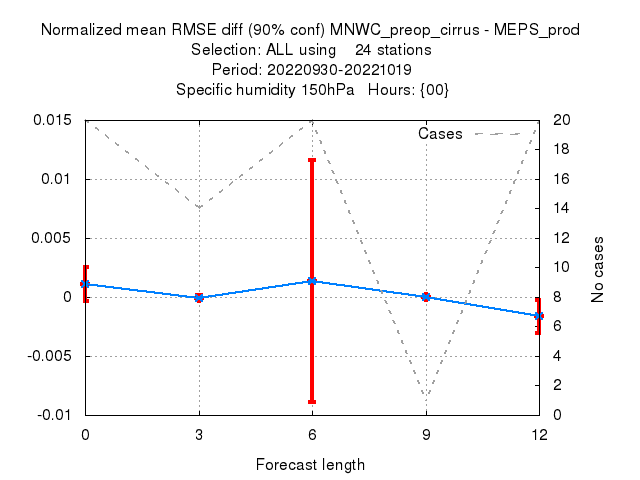 Normalized mean RMSE diff (90% conf) MNWC_preop_cirrus - MEPS_prod
Selection: ALL using    24 stations
Period: 20220930-20221019
Specific humidity 150hPa   Hours: {00}
Cases
0.015
0.01
0.005
0
-0.005
-0.01
20
18
16
14
12
10
8
6
4
2
0
No cases
0 3 6 9 12
Forecast length